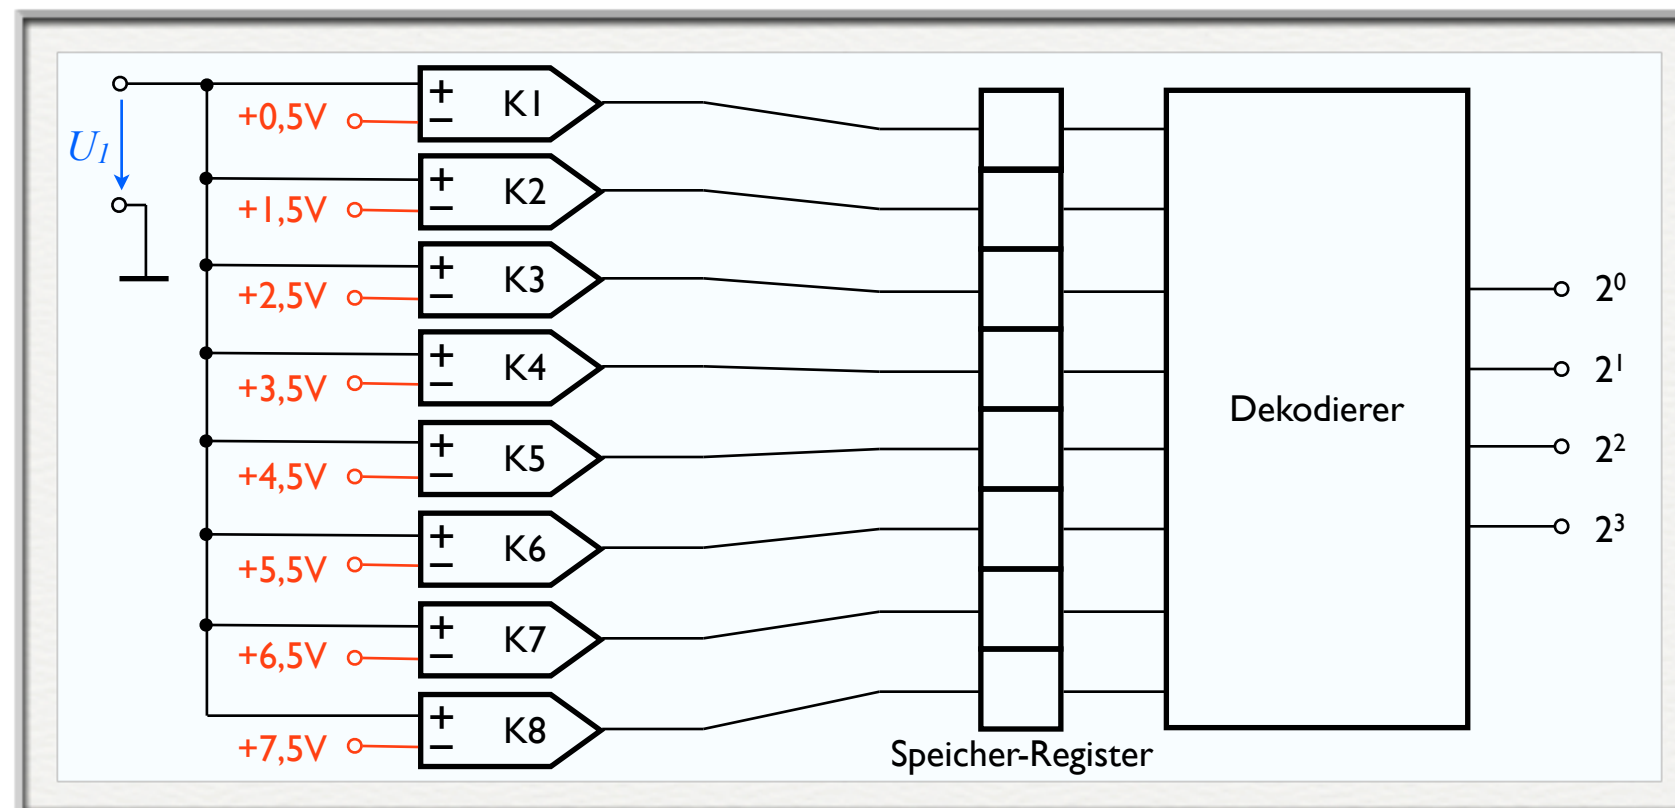 + K1
+0,5V −
U₁
+ K2
+1,5V −
+ K3
+2,5V −
2⁰
+ K4
+3,5V −
2¹
Dekodierer
+ K5
+4,5V −
2²
+ K6
+5,5V −
2³
+ K7
+6,5V −
+ K8
+7,5V −
Speicher-Register